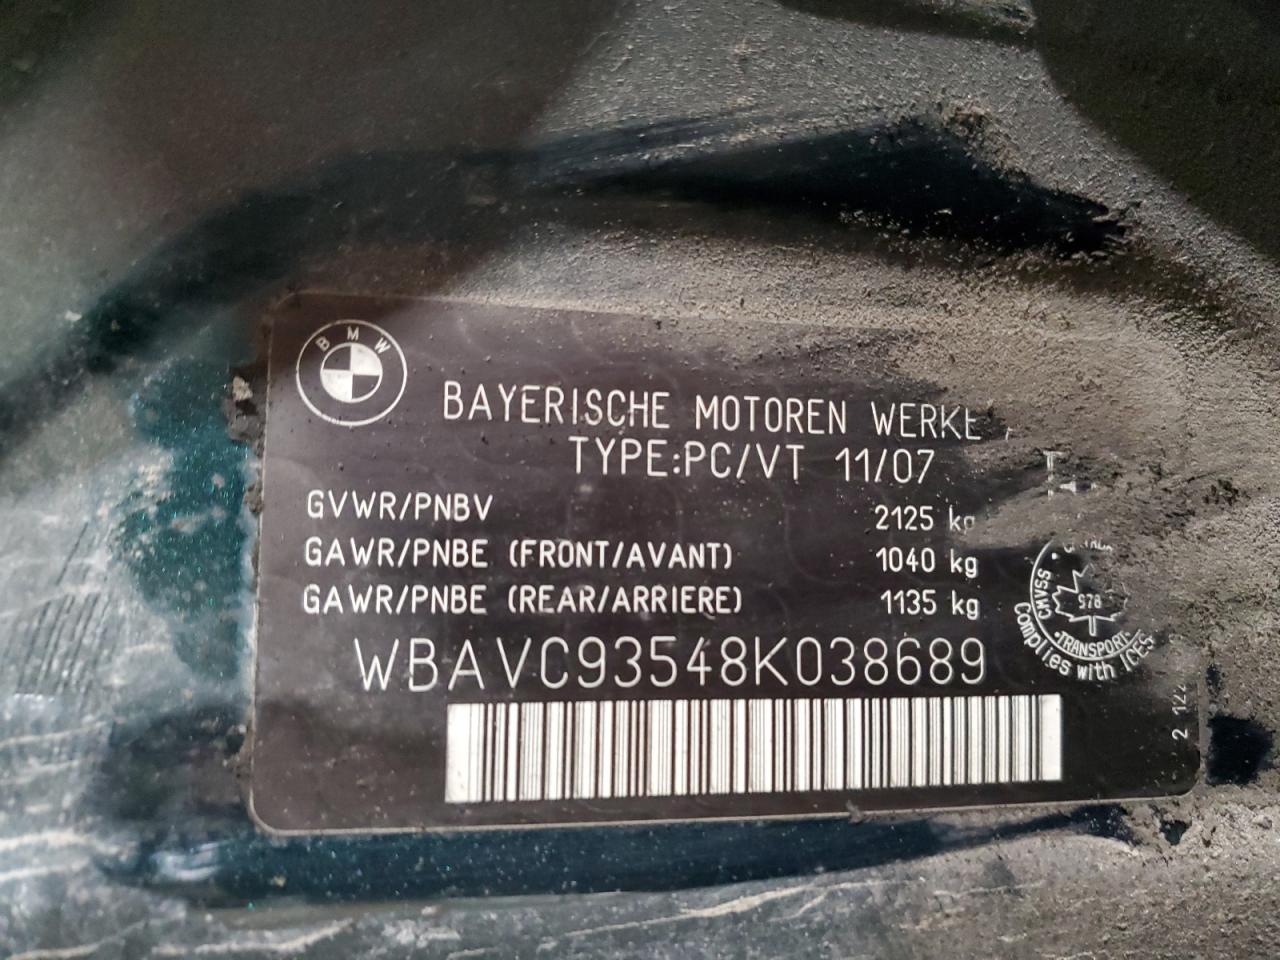 BMW
BAYERISCHE MOTOREN WERKE
TYPE:PC/VT 11/07
GVWR/PNBV 2125 kg
GAWR/PNBE (FRONT/AVANT) 1040 kg
GAWR/PNBE (REAR/ARRIERE) 1135 kg
CANADA
CMVSS
978
TRANSPORT
Complies with ICES
WBAVC93548K038689